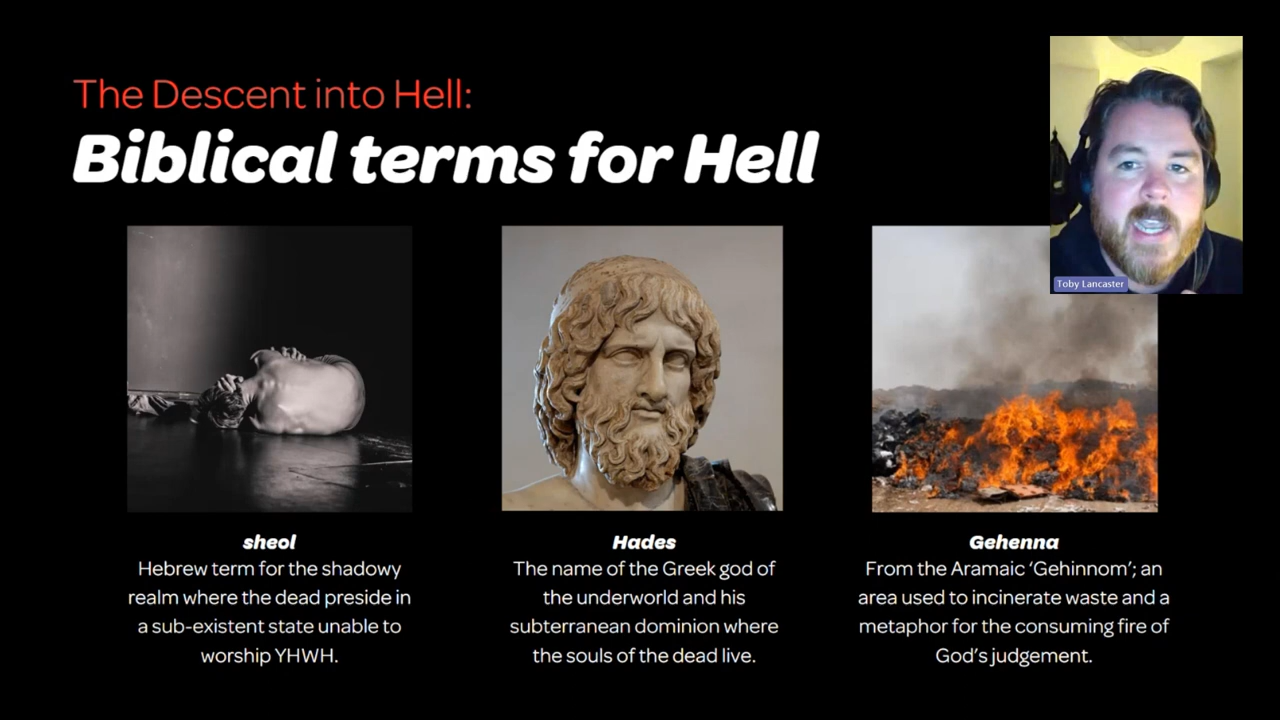 The Descent into Hell:
Biblical terms for Hell
Toby Lancaster
sheol
Hebrew term for the shadowy
realm where the dead preside in
a sub-existent state unable to
worship YHWH.
Hades
The name of the Greek god of
the underworld and his
subterranean dominion where
the souls of the dead live.
Gehenna
From the Aramaic ‘Gehinnom’; an
area used to incinerate waste and a
metaphor for the consuming fire of
God’s judgement.